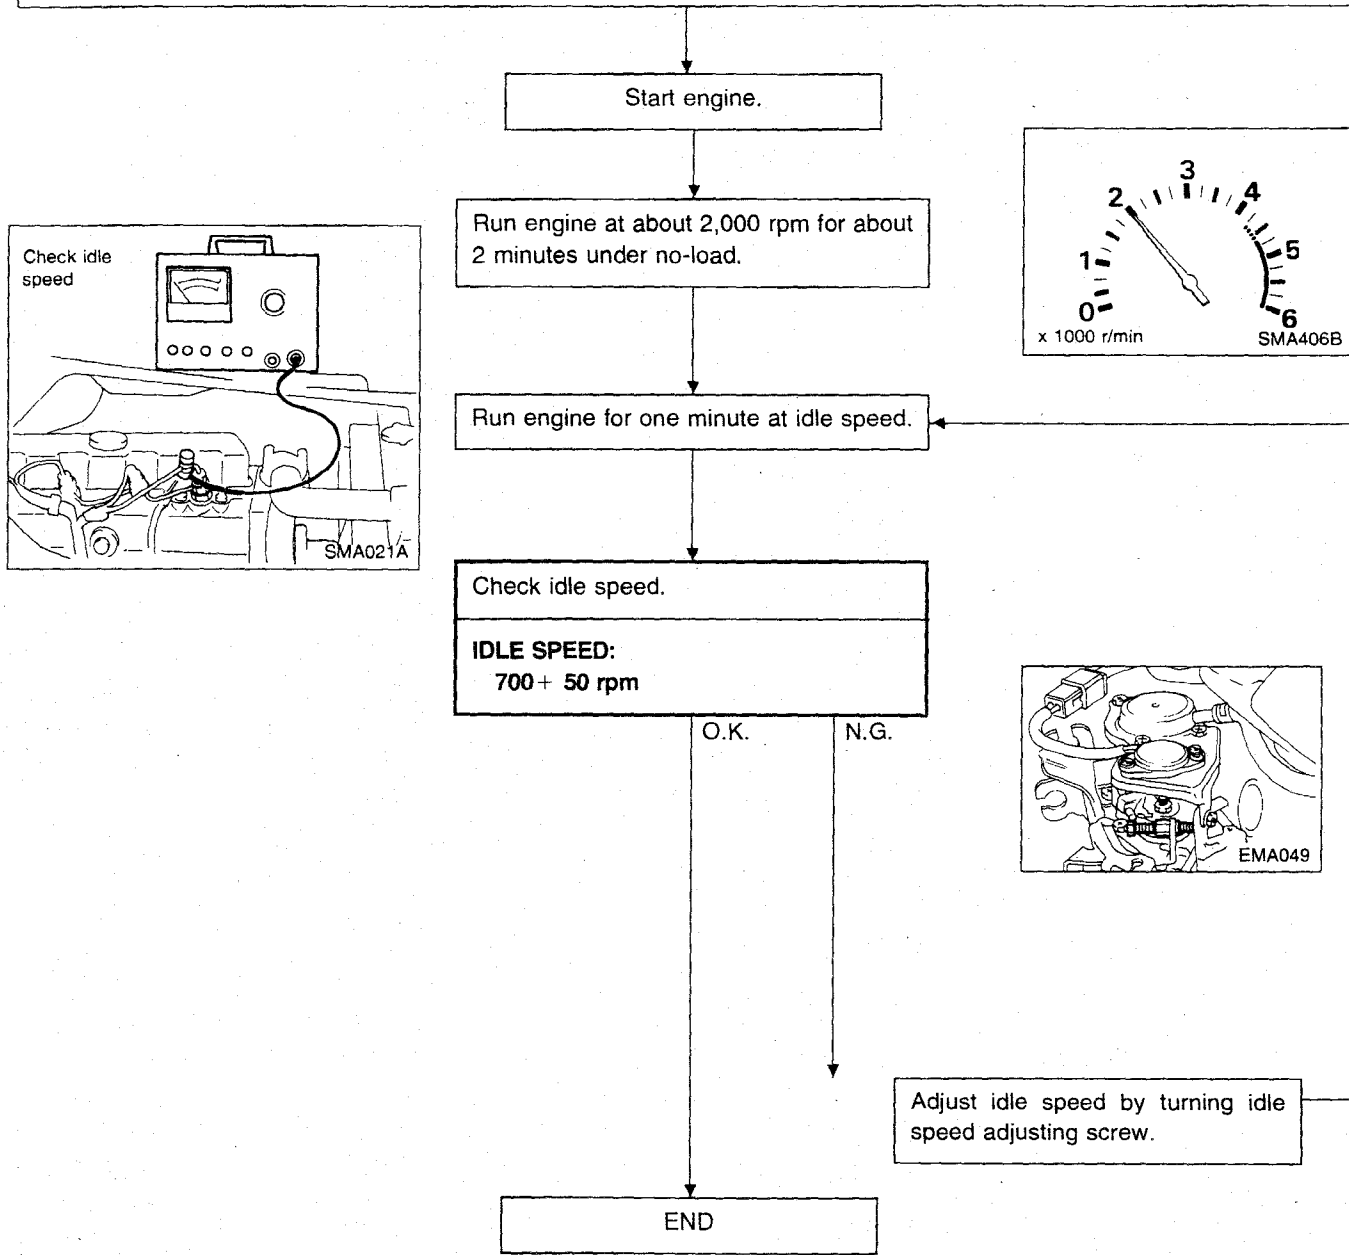 Start engine.
Run engine at about 2,000 rpm for about
2 minutes under no-load.
Check idle
speed
SMA021A
0
1
2
3
4
5
6
x 1000 r/min
SMA406B
Run engine for one minute at idle speed.
Check idle speed.
IDLE SPEED:
700+ 50 rpm
O.K.
N.G.
EMA049
Adjust idle speed by turning idle
speed adjusting screw.
END